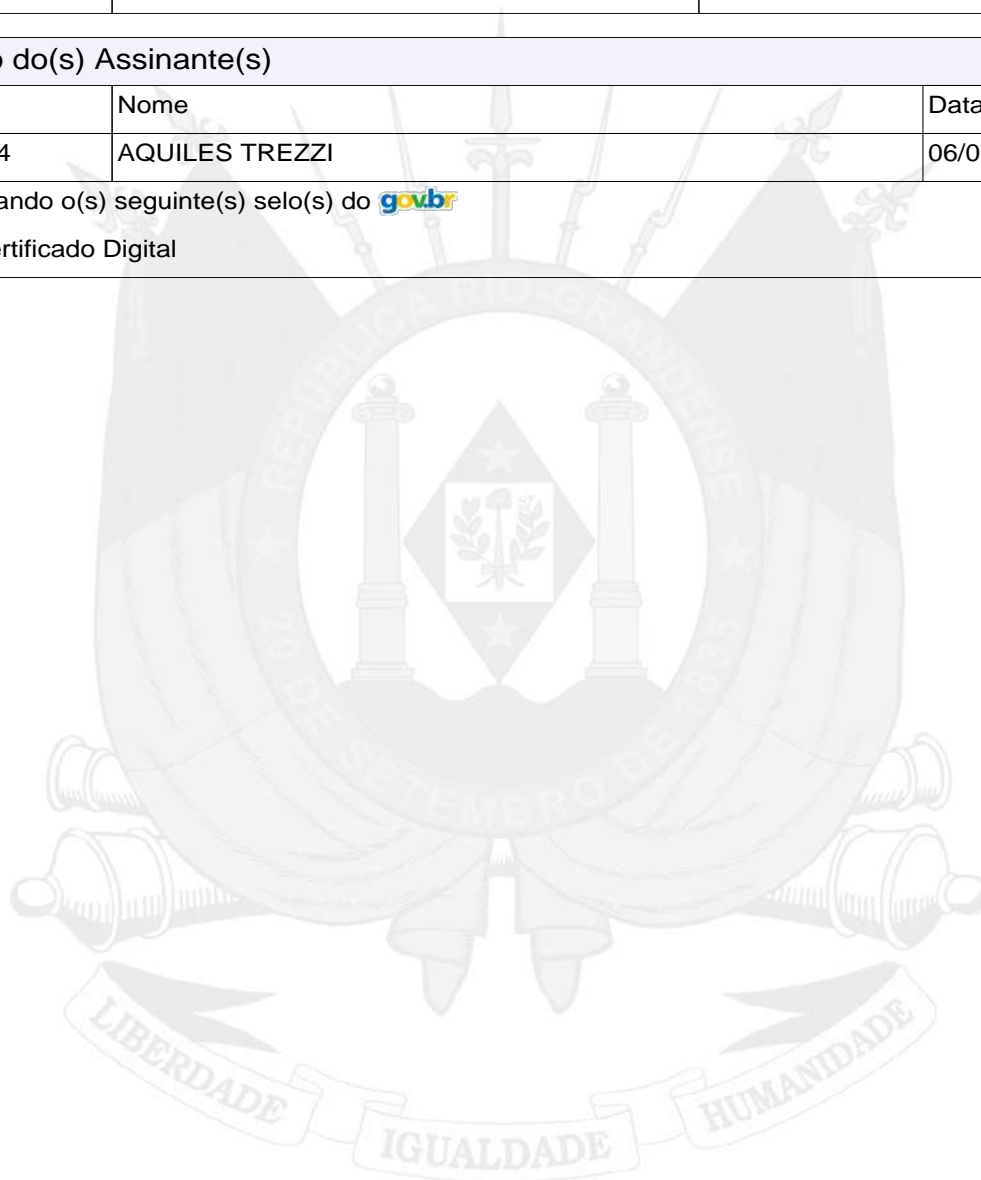 o do(s) Assinante(s)
Nome Data
4 AQUILES TREZZI 06/0
ando o(s) seguinte(s) selo(s) do gov.br
ertificado Digital
REPÚBLICA RIO-GRANDENSE
★ 20 DE SETEMBRO DE 1835 ★
LIBERDADE IGUALDADE HUMANIDADE